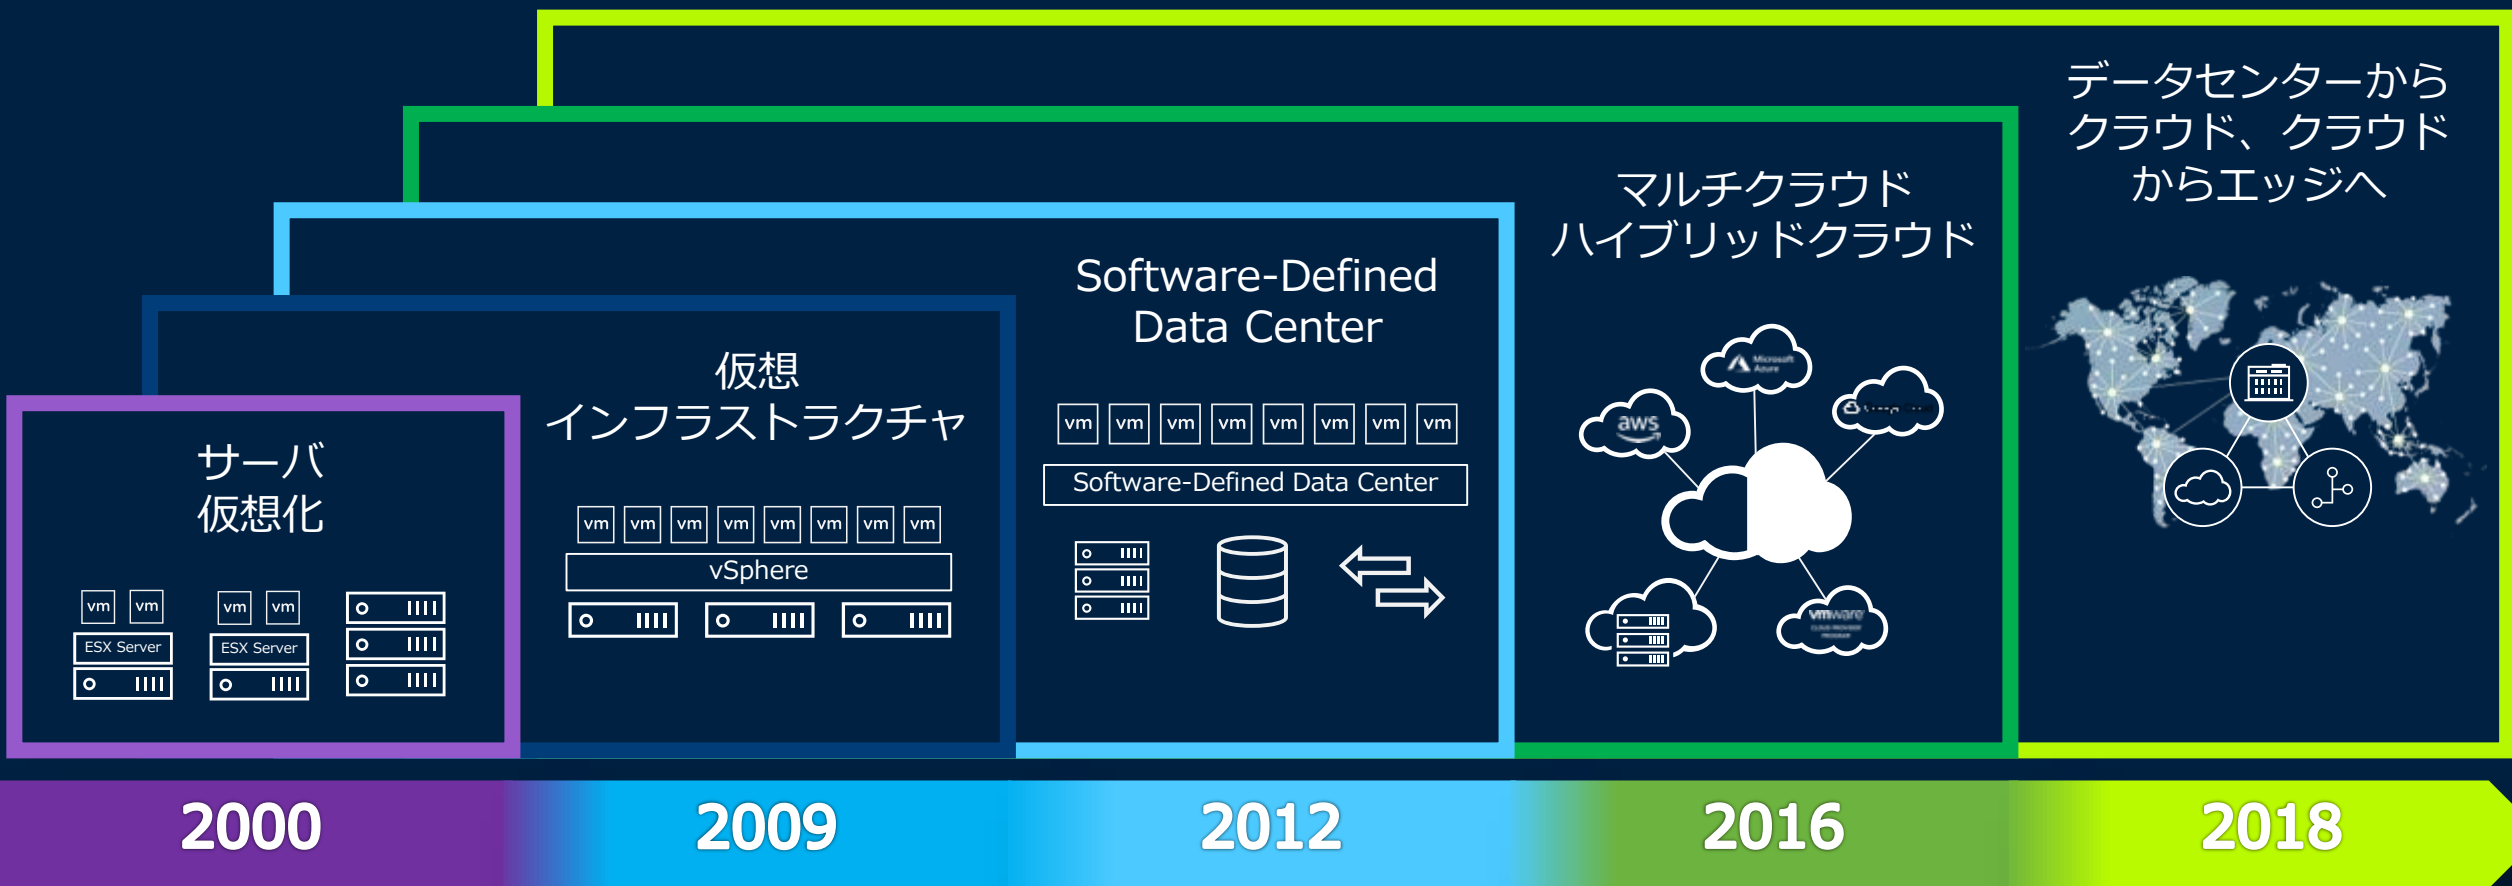 サーバ
仮想化
vm vm vm vm
ESX Server ESX Server
仮想
インフラストラクチャ
vm vm vm vm vm vm vm vm
vSphere
Software-Defined
Data Center
vm vm vm vm vm vm vm vm
Software-Defined Data Center
マルチクラウド
ハイブリッドクラウド
Microsoft
Azure
aws
vmware
CLOUD PROVIDER
PROGRAM
データセンターから
クラウド、クラウド
からエッジへ
2000 2009 2012 2016 2018